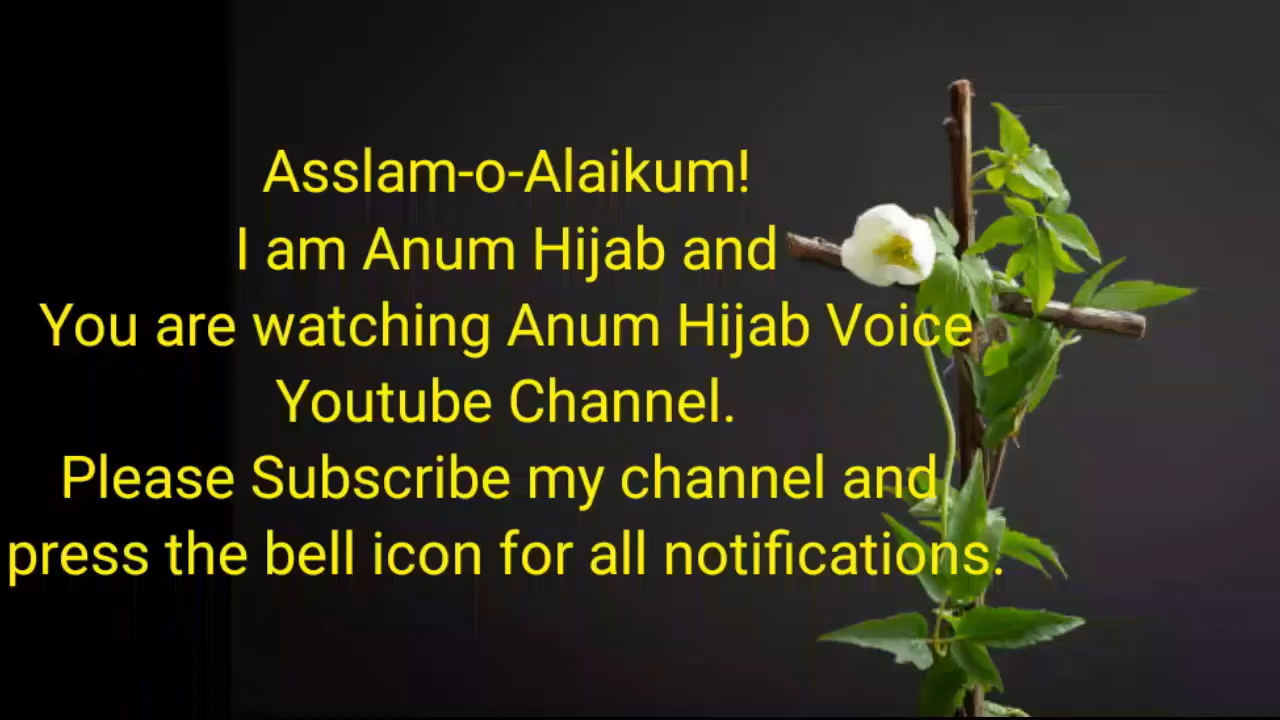 Asslam-o-Alaikum!
I am Anum Hijab and
You are watching Anum Hijab Voice
Youtube Channel.
Please Subscribe my channel and
press the bell icon for all notifications.